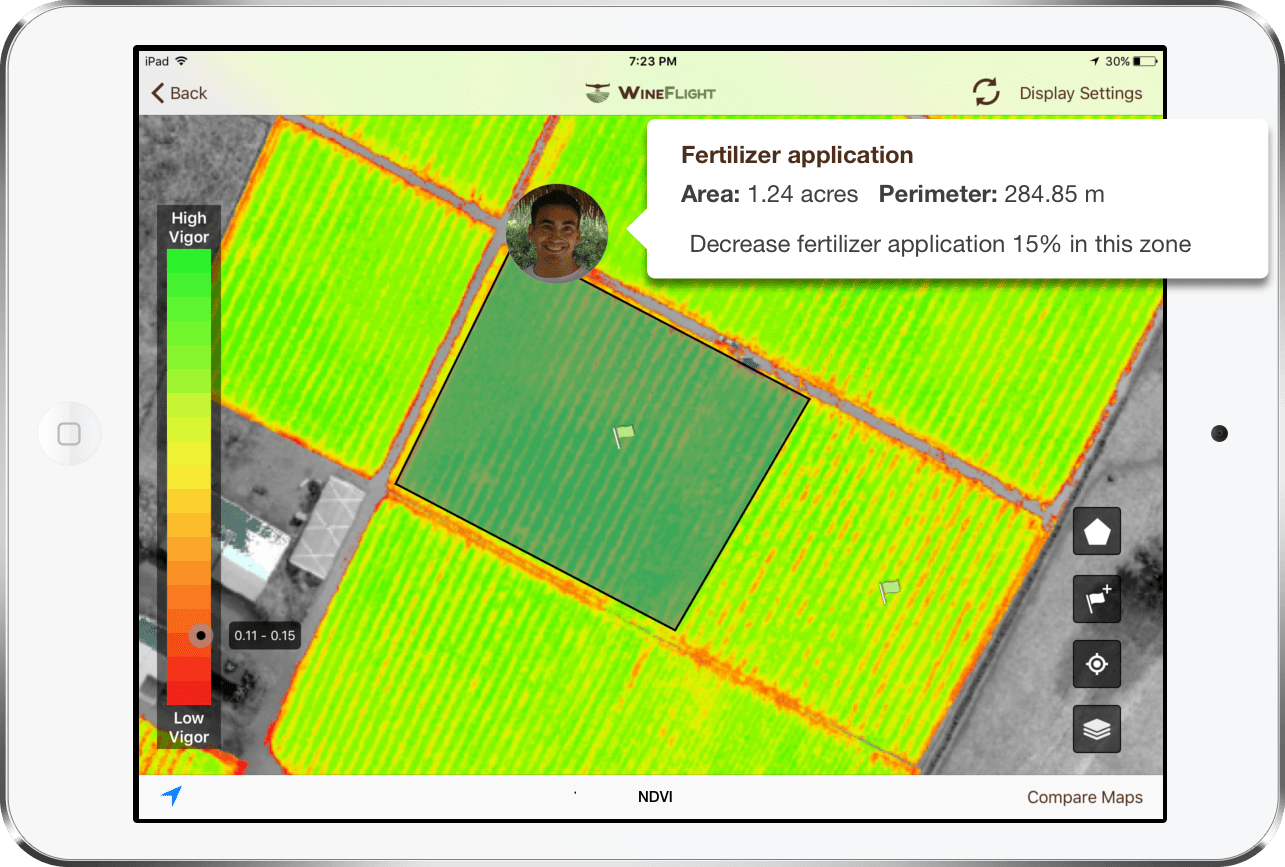 iPad 7:23 PM 30%
Back WINEFLIGHT Display Settings
Fertilizer application
Area: 1.24 acres Perimeter: 284.85 m
Decrease fertilizer application 15% in this zone
High
Vigor
0.11 - 0.15
Low
Vigor
NDVI Compare Maps